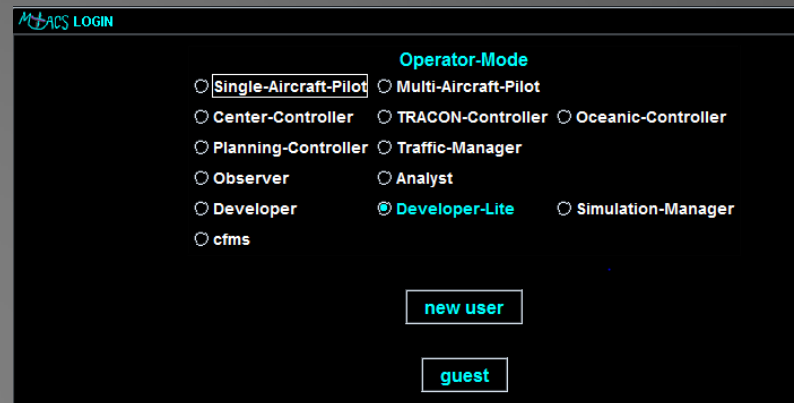 MACS LOGIN
Operator-Mode
Single-Aircraft-Pilot Multi-Aircraft-Pilot
Center-Controller TRACON-Controller Oceanic-Controller
Planning-Controller Traffic-Manager
Observer Analyst
Developer Developer-Lite Simulation-Manager
cfms
new user
guest